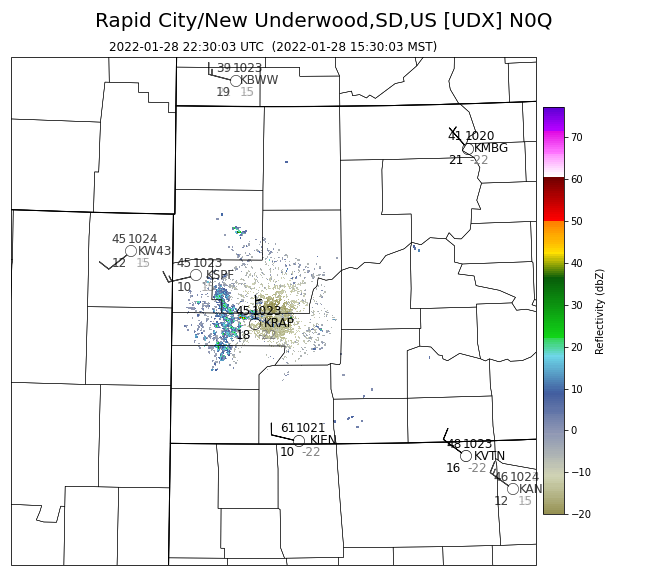 Rapid City/New Underwood,SD,US [UDX] N0Q
2022-01-28 22:30:03 UTC  (2022-01-28 15:30:03 MST)
39 1023
KBWW
19 15
41 1020
KMBG
21 -22
45 1024
KW43
12 15
45 1023
KSPF
10
45 1023
KRAP
18
61 1021
KIEN
10 -22
48 1023
KVTN
16 -22
46 1024
KAN
12 15
70
60
50
40
30
20
10
0
−10
−20
Reflectivity (dbZ)